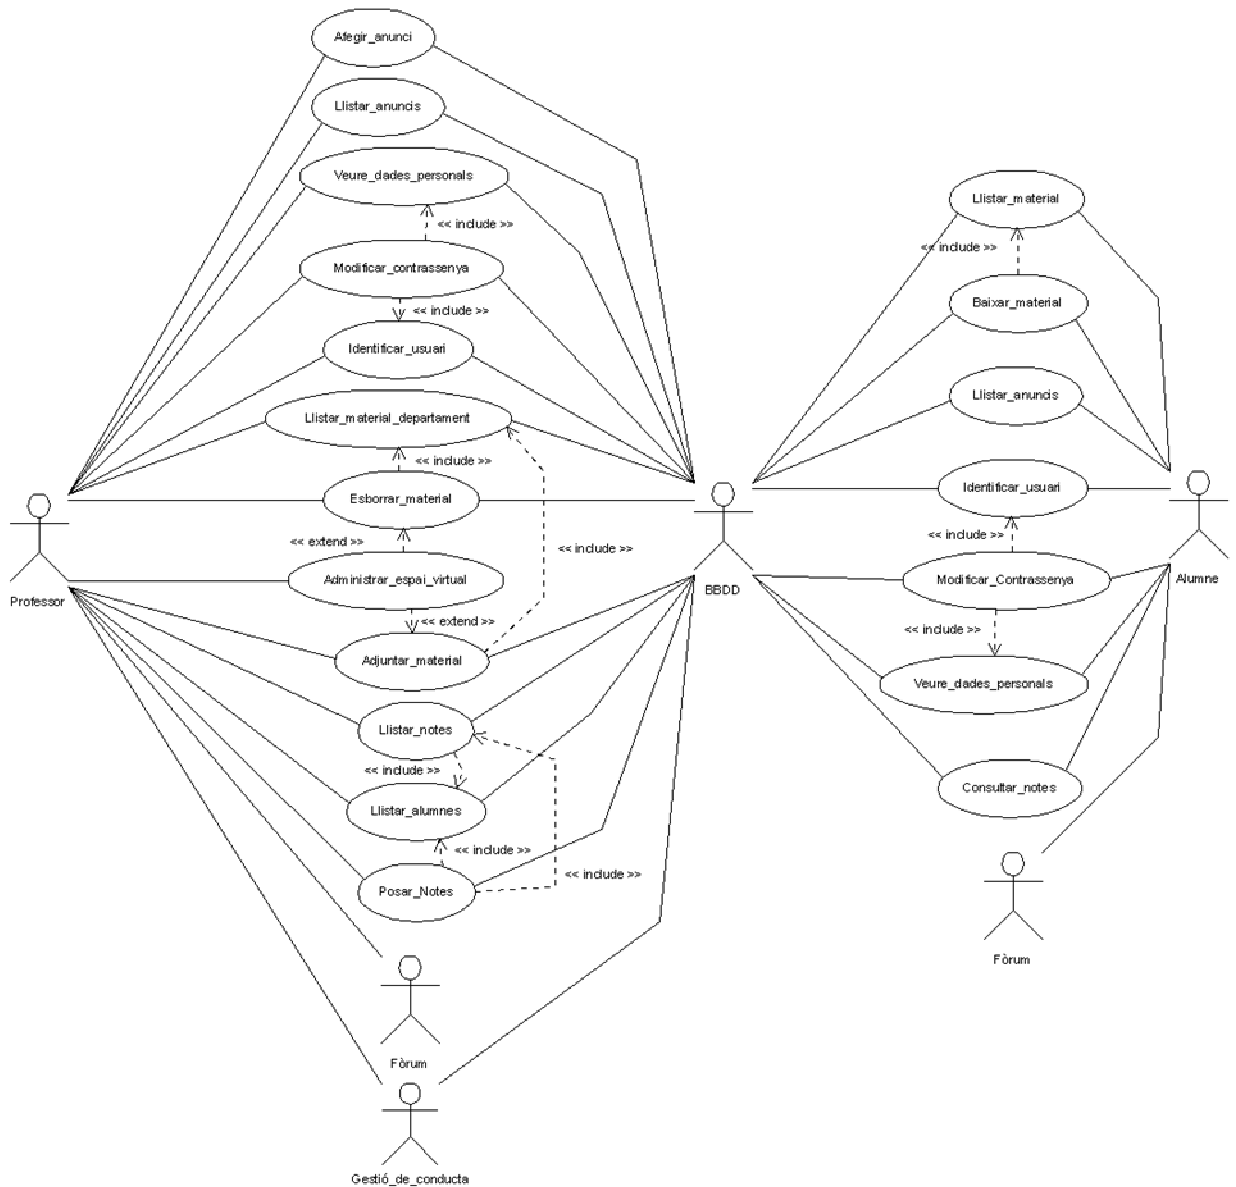 Afegir_anunci
Llistar_anuncis
Veure_dades_personals
<< include >>
Modificar_contrassenya
<< include >>
Identificar_usuari
Llistar_material_departament
<< include >>
Esborrar_material
<< extend >>
<< include >>
Administrar_espai_virtual
Professor
<< extend >>
Adjuntar_material
Llistar_notes
<< include >>
Llistar_alumnes
<< include >>
<< include >>
Posar_Notes
Fòrum
Gestió_de_conducta
BBDD
Llistar_material
<< include >>
Baixar_material
Llistar_anuncis
Identificar_usuari
<< include >>
Modificar_Contrassenya
Alumne
<< include >>
Veure_dades_personals
Consultar_notes
Fòrum